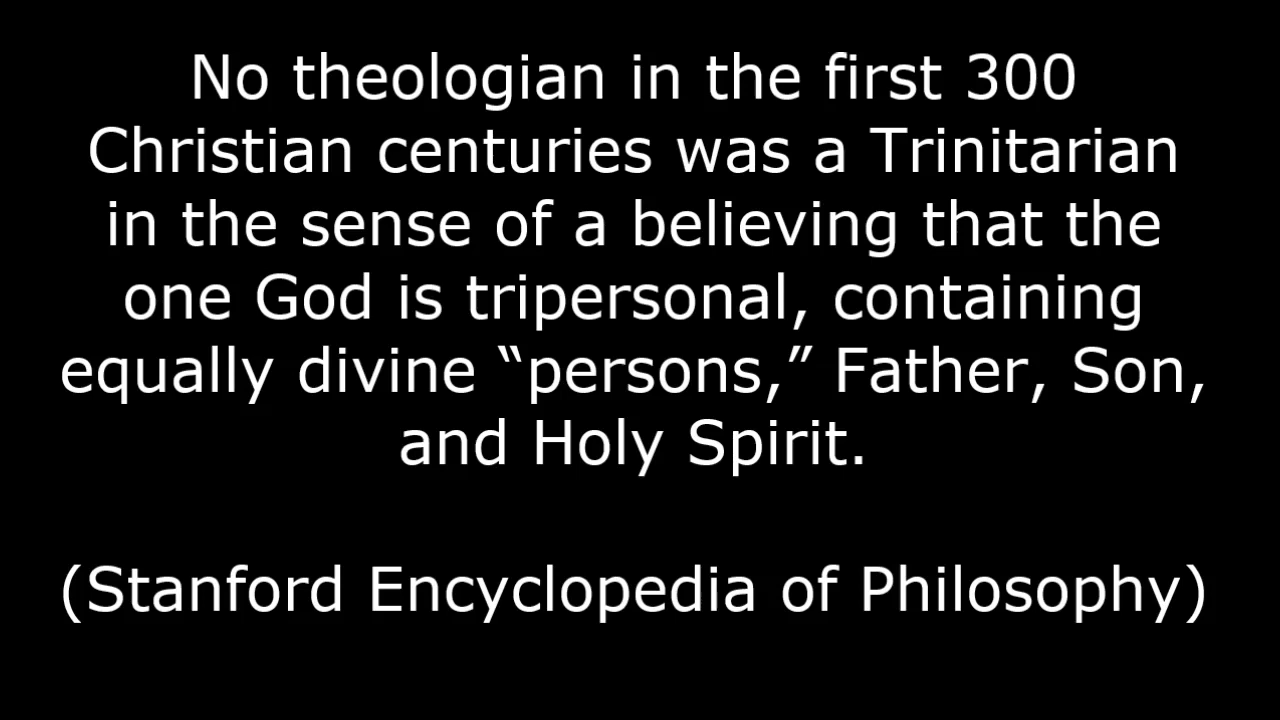 No theologian in the first 300
Christian centuries was a Trinitarian
in the sense of a believing that the
one God is tripersonal, containing
equally divine “persons,” Father, Son,
and Holy Spirit.
(Stanford Encyclopedia of Philosophy)